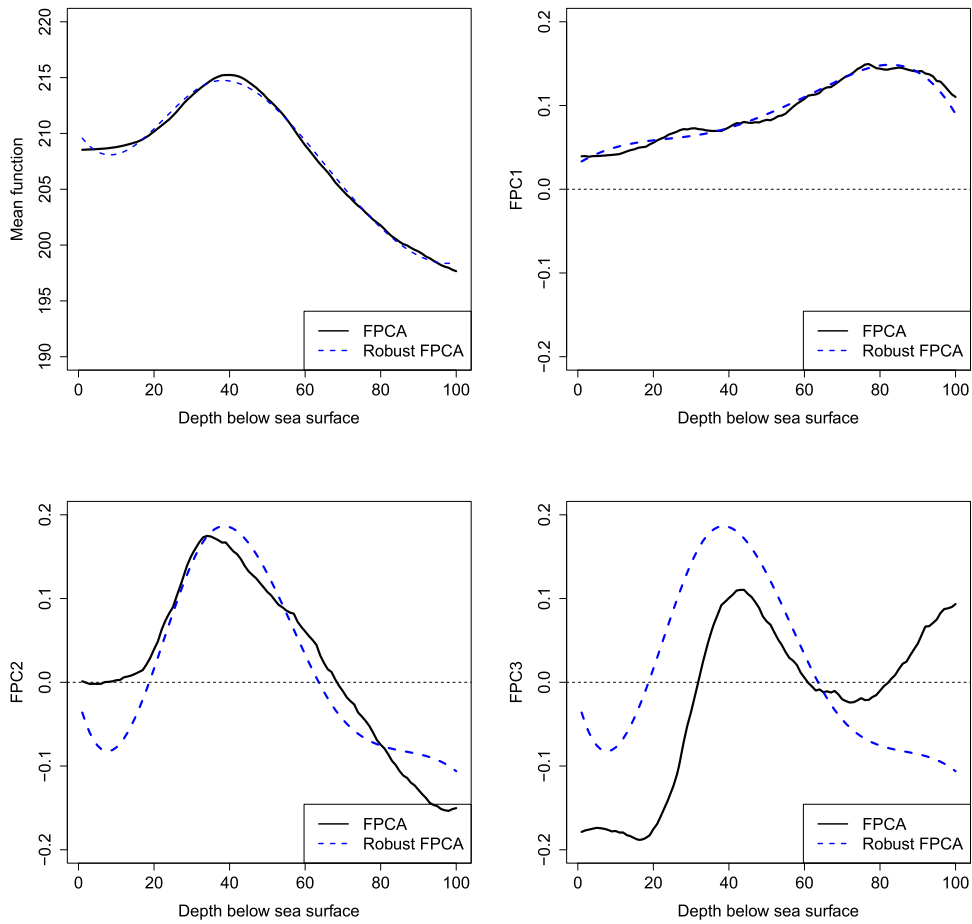 Mean function
220
215
210
205
200
195
190
0 20 40 60 80 100
Depth below sea surface
FPCA
Robust FPCA
FPC1
0.2
0.1
0.0
−0.1
−0.2
0 20 40 60 80 100
Depth below sea surface
FPCA
Robust FPCA
FPC2
0.2
0.1
0.0
−0.1
−0.2
0 20 40 60 80 100
Depth below sea surface
FPCA
Robust FPCA
FPC3
0.2
0.1
0.0
−0.1
−0.2
0 20 40 60 80 100
Depth below sea surface
FPCA
Robust FPCA